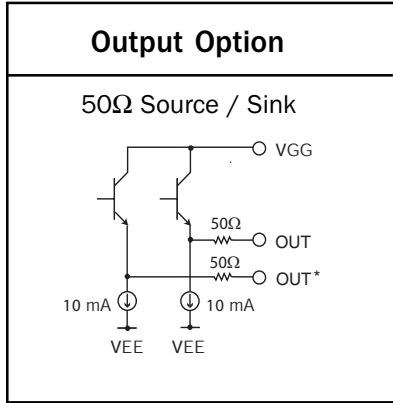 Output Option
50Ω Source / Sink
VGG
50Ω
OUT
50Ω
OUT*
10 mA
10 mA
VEE
VEE